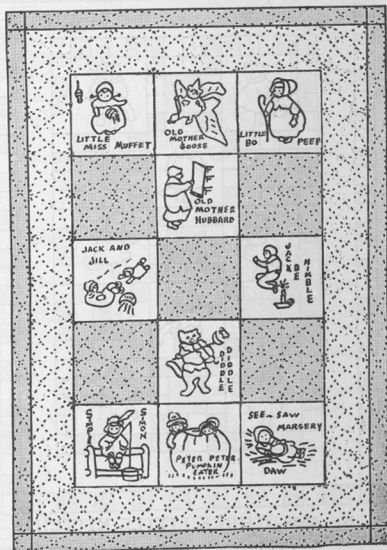 LITTLE
MISS MUFFET
OLD
MOTHER
GOOSE
LITTLE
BO PEEP
OLD
MOTHER
HUBBARD
JACK AND
JILL
JACK
BE
NIMBLE
DIDDLE
DIDDLE
SIMPLE
SIMON
PETER PETER
PUMPKIN
EATER
SEE-SAW
MARGERY
DAW